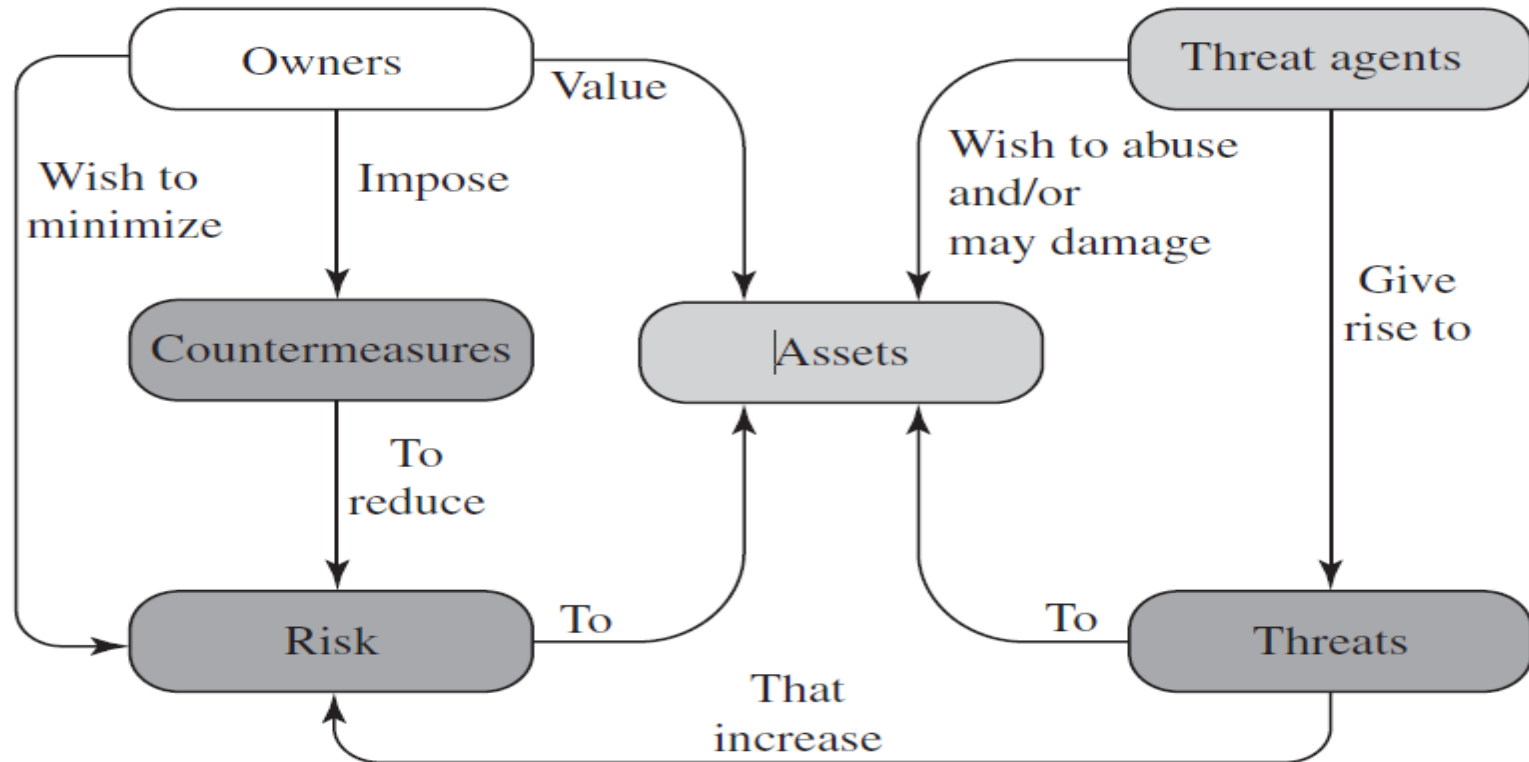 Owners
Threat agents
Value
Wish to
minimize
Impose
Wish to abuse
and/or
may damage
Give
rise to
Countermeasures
Assets
To
reduce
Risk
To
To
Threats
That
increase